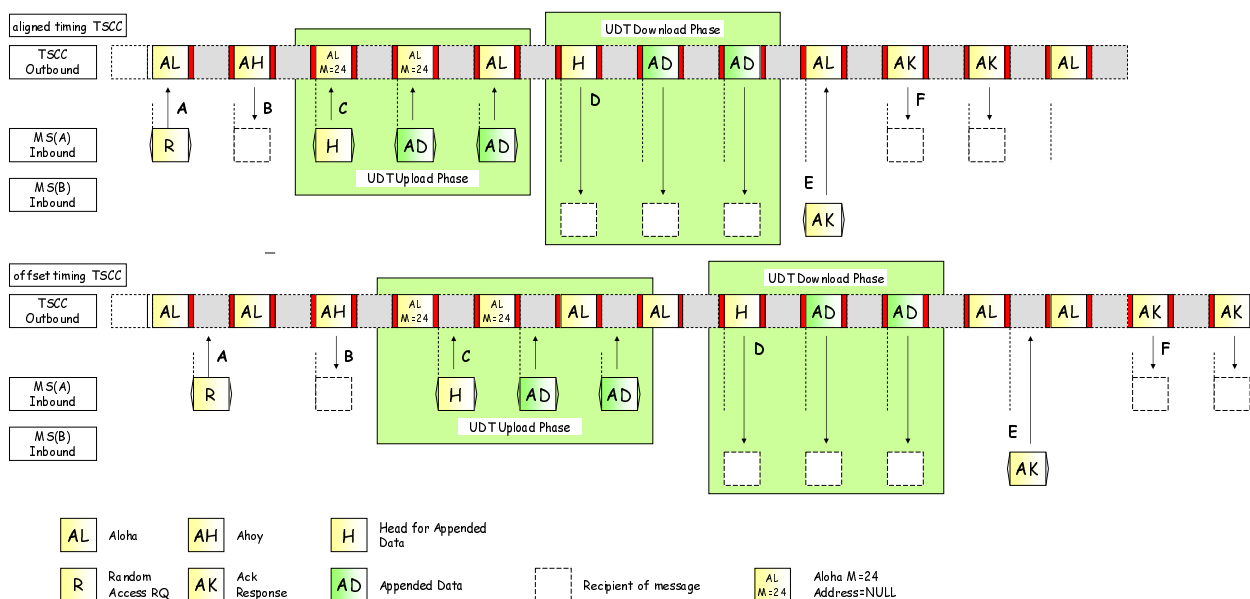 aligned timing TSCC
UDT Download Phase
TSCC
Outbound
AL AH AL M=24 AL M=24 AL H AD AD AL AK AK AL
A B C D F
MS(A)
Inbound
R H AD AD
UDT Upload Phase
MS(B)
Inbound
E
AK
offset timing TSCC
UDT Download Phase
TSCC
Outbound
AL AL AH AL M=24 AL M=24 AL AL H AD AD AL AL AK AK
A B C D F
MS(A)
Inbound
R H AD AD
UDT Upload Phase
MS(B)
Inbound
E
AK
AL Aloha
AH Ahoy
H Head for Appended
Data
R Random
Access RQ
AK Ack
Response
AD Appended Data
Recipient of message
AL
M=24
Aloha M=24
Address=NULL